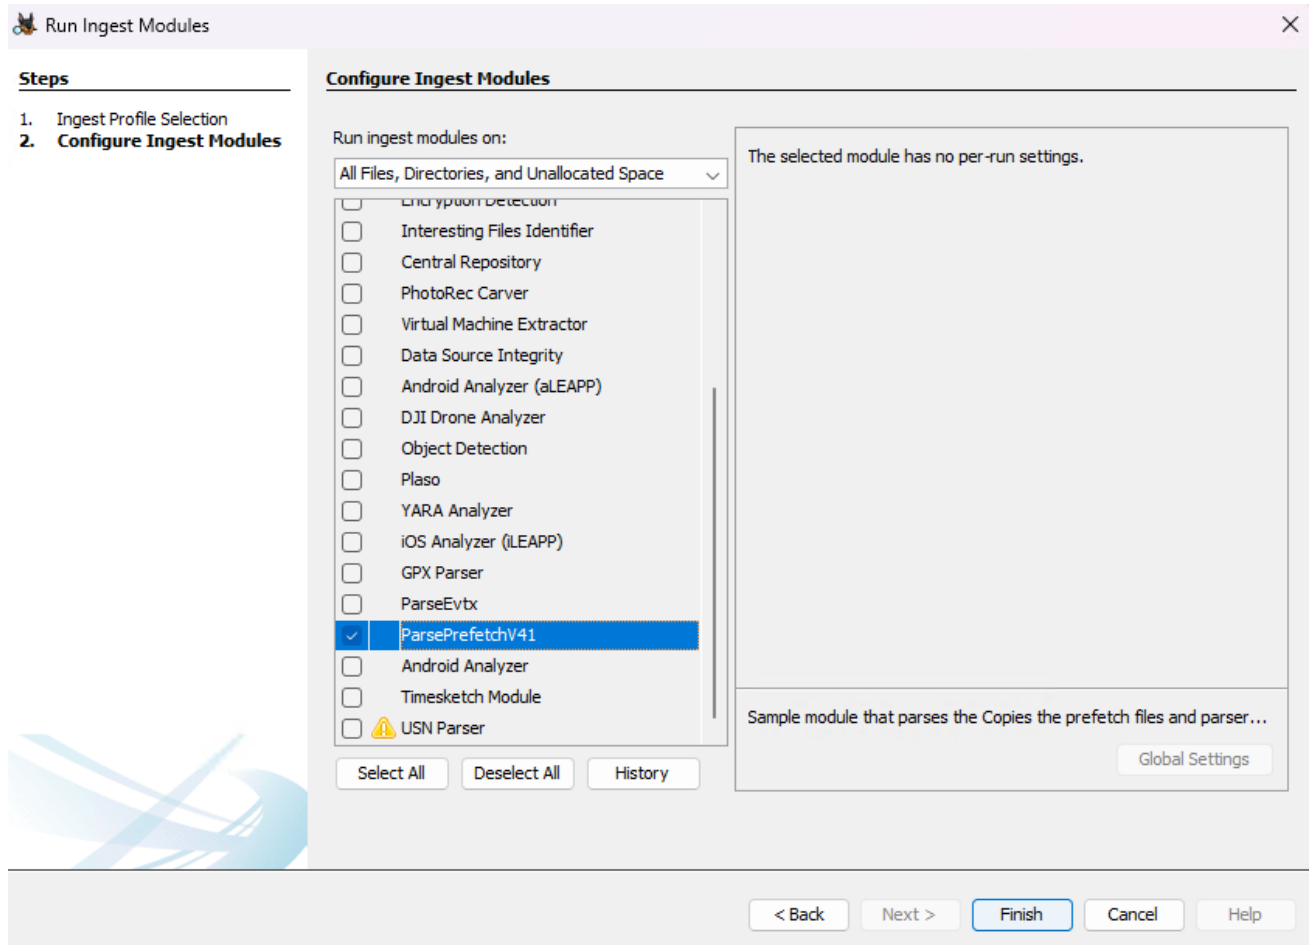 Run Ingest Modules
Steps
1. Ingest Profile Selection
2. Configure Ingest Modules
Configure Ingest Modules
Run ingest modules on:
All Files, Directories, and Unallocated Space
Encryption Detection
Interesting Files Identifier
Central Repository
PhotoRec Carver
Virtual Machine Extractor
Data Source Integrity
Android Analyzer (aLEAPP)
DJI Drone Analyzer
Object Detection
Plaso
YARA Analyzer
iOS Analyzer (iLEAPP)
GPX Parser
ParseEvtx
ParsePrefetchV41
Android Analyzer
Timesketch Module
USN Parser
Select All
Deselect All
History
The selected module has no per-run settings.
Sample module that parses the Copies the prefetch files and parser...
Global Settings
< Back
Next >
Finish
Cancel
Help